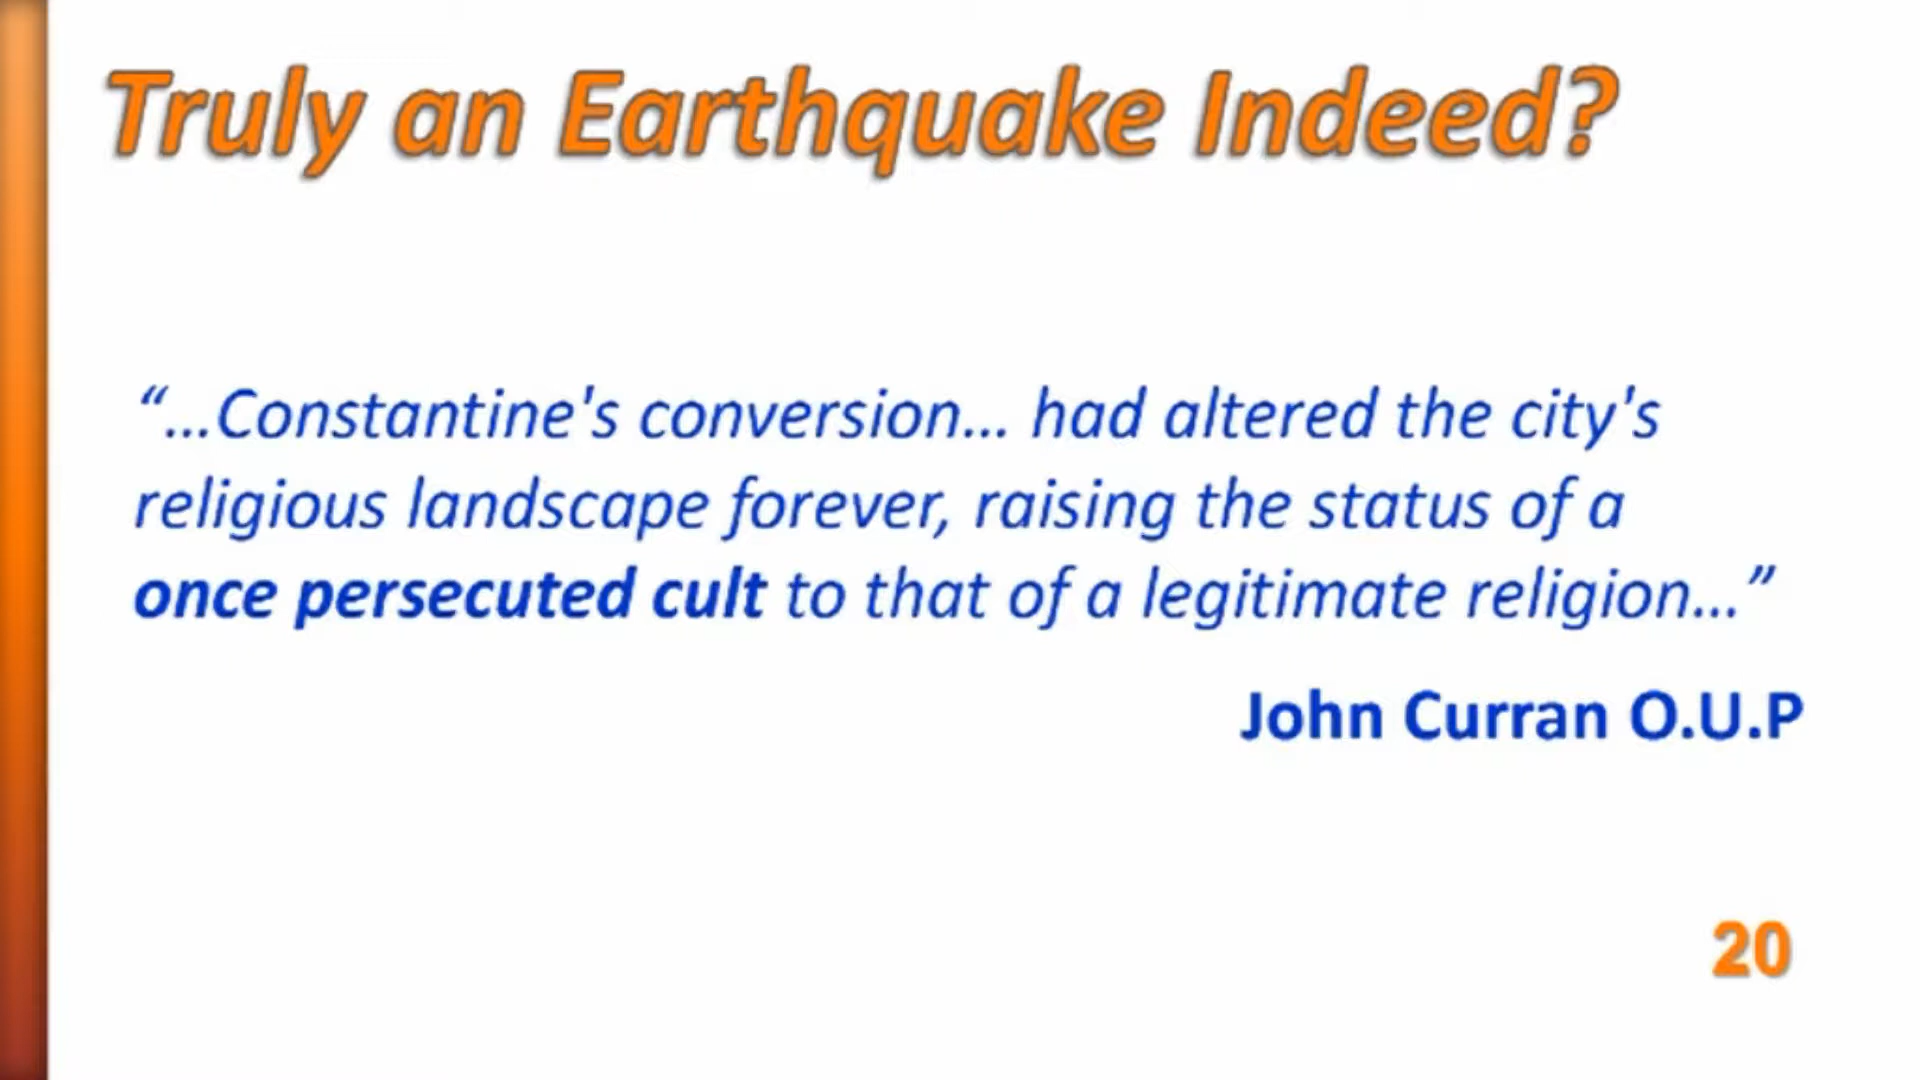 Truly an Earthquake Indeed?
“...Constantine's conversion... had altered the city's
religious landscape forever, raising the status of a
once persecuted cult to that of a legitimate religion...”
John Curran O.U.P
20